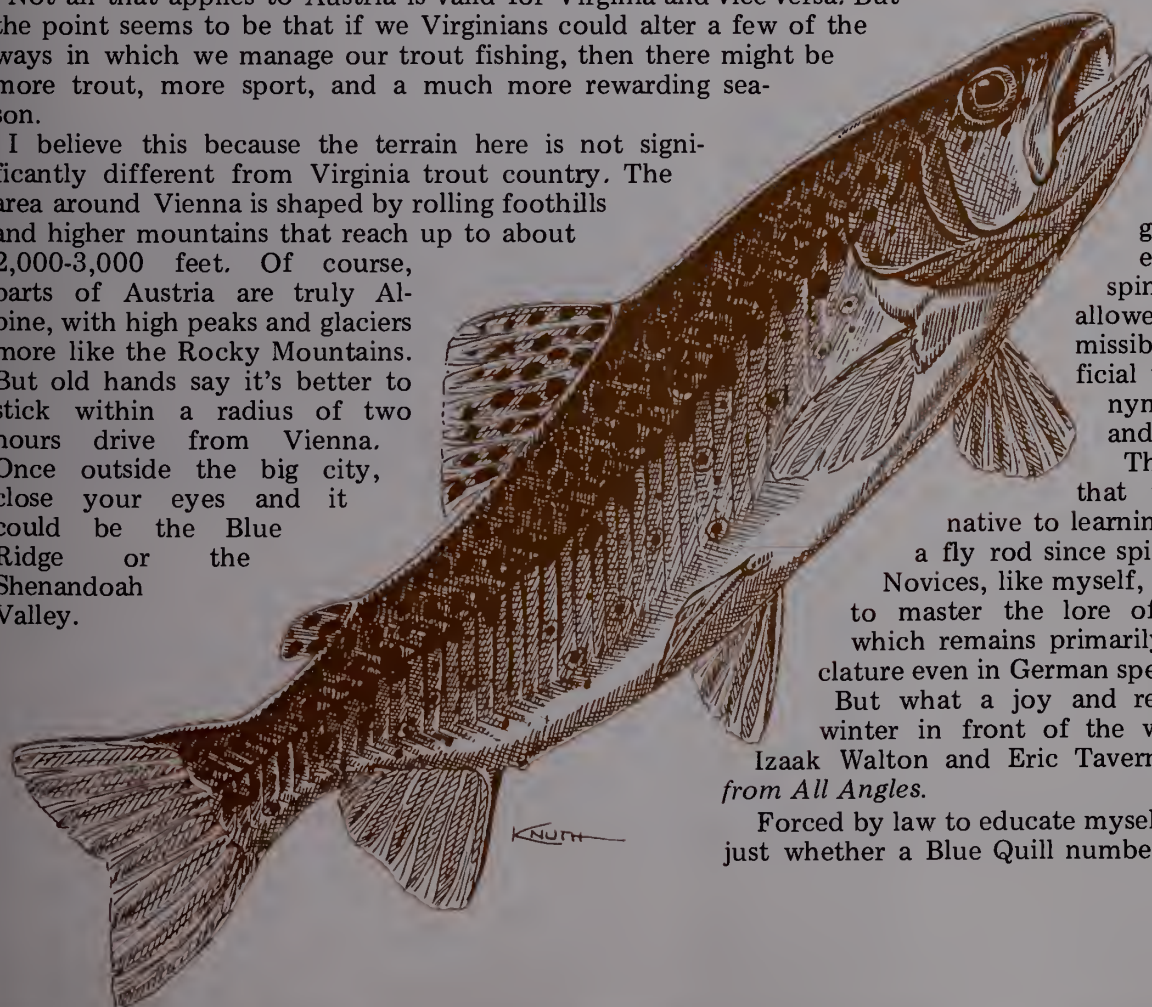 Not all that applies to Austria is valid for Virginia and vice versa. But
the point seems to be that if we Virginians could alter a few of the
ways in which we manage our trout fishing, then there might be
more trout, more sport, and a much more rewarding sea-
son.
I believe this because the terrain here is not signi-
ficantly different from Virginia trout country. The
area around Vienna is shaped by rolling foothills
and higher mountains that reach up to about
2,000-3,000 feet. Of course,
parts of Austria are truly Al-
pine, with high peaks and glaciers
more like the Rocky Mountains.
But old hands say it's better to
stick within a radius of two
hours drive from Vienna.
Once outside the big city,
close your eyes and it
could be the Blue
Ridge or the
Shenandoah
Valley.
g
e
spin
allowe
missib
ficial
nyn
and
Th
that
native to learnin
a fly rod since spi
Novices, like myself,
to master the lore of
which remains primarily
clature even in German spe
But what a joy and re
winter in front of the w
Izaak Walton and Eric Tavern
from All Angles.
Forced by law to educate mysel
just whether a Blue Quill numbe
KNUTH